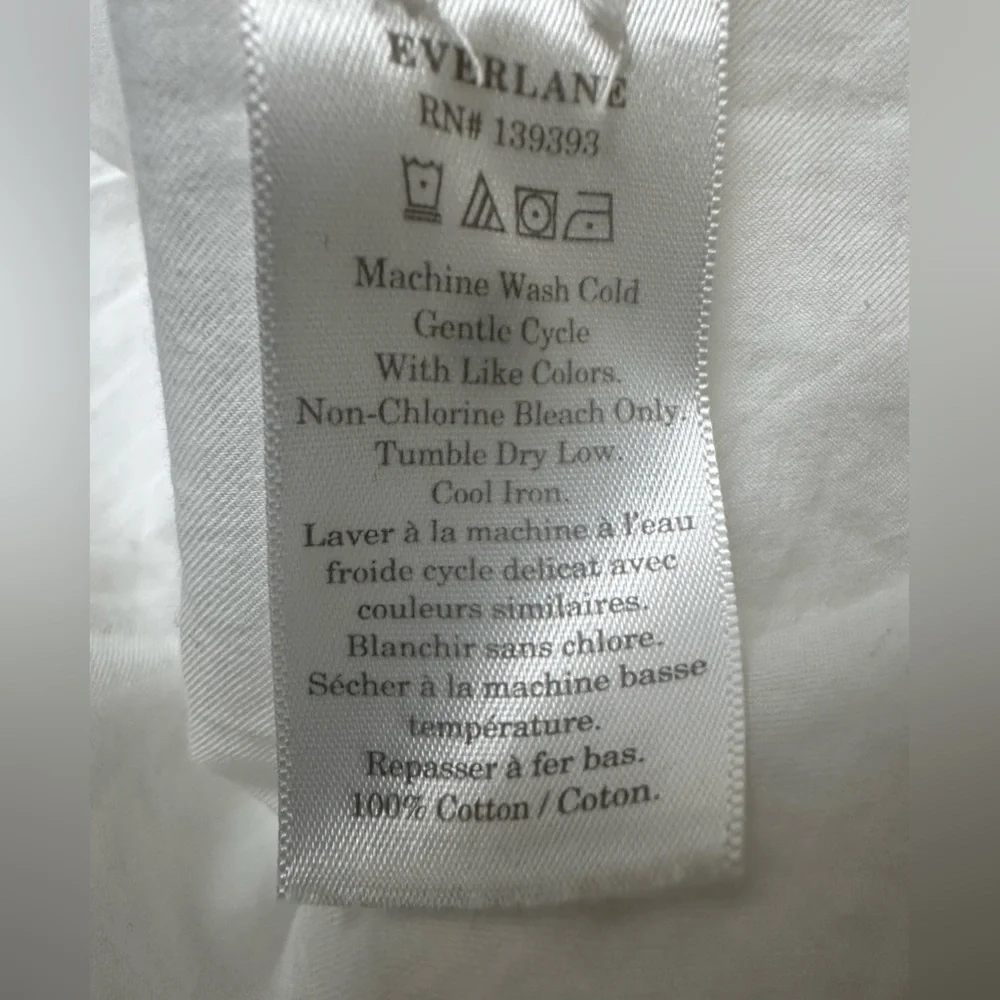 EVERLANE
RN# 139393
Machine Wash Cold
Gentle Cycle
With Like Colors.
Non-Chlorine Bleach Only.
Tumble Dry Low.
Cool Iron.
Laver à la machine a l'eau
froide cycle delicat avec
couleurs similaires.
Blanchir sans chlore.
Sécher à la machine basse
température.
Repasser à fer bas.
100% Cotton / Coton.